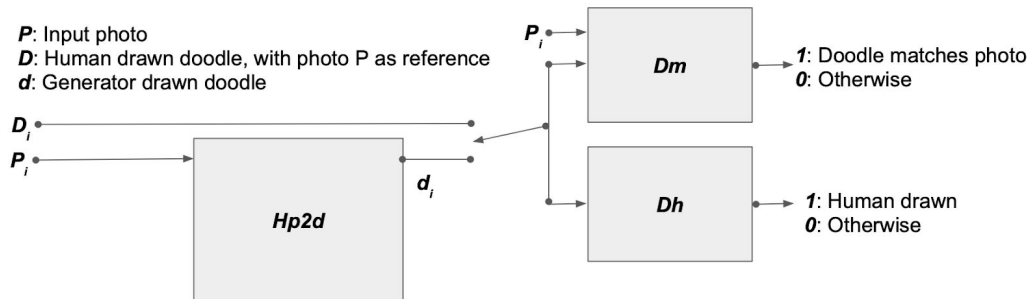 P: Input photo
D: Human drawn doodle, with photo P as reference
d: Generator drawn doodle
D_i
P_i
Hp2d
d_i
P_i
Dm
1: Doodle matches photo
0: Otherwise
Dh
1: Human drawn
0: Otherwise